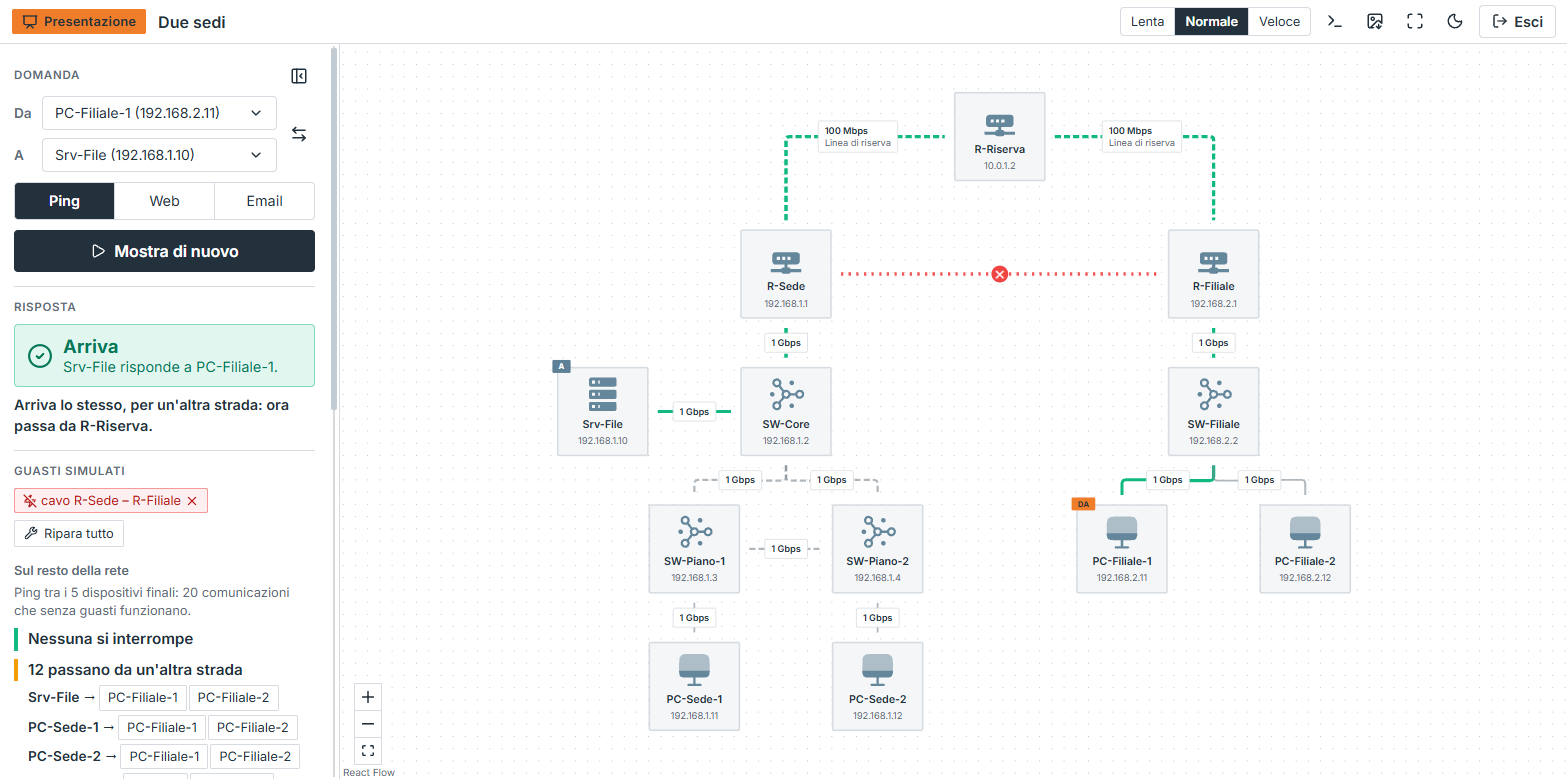 Presentazione
Due sedi
Lenta
Normale
Veloce
Esci
DOMANDA
Da
PC-Filiale-1 (192.168.2.11)
A
Srv-File (192.168.1.10)
Ping
Web
Email
Mostra di nuovo
RISPOSTA
Arriva
Srv-File risponde a PC-Filiale-1.
Arriva lo stesso, per un'altra strada: ora
passa da R-Riserva.
GUASTI SIMULATI
cavo R-Sede – R-Filiale
Ripara tutto
Sul resto della rete
Ping tra i 5 dispositivi finali: 20 comunicazioni
che senza guasti funzionano.
Nessuna si interrompe
12 passano da un'altra strada
Srv-File → PC-Filiale-1 PC-Filiale-2
PC-Sede-1 → PC-Filiale-1 PC-Filiale-2
PC-Sede-2 → PC-Filiale-1 PC-Filiale-2
100 Mbps
Linea di riserva
R-Riserva
10.0.1.2
100 Mbps
Linea di riserva
R-Sede
192.168.1.1
R-Filiale
192.168.2.1
1 Gbps
1 Gbps
A
Srv-File
192.168.1.10
1 Gbps
SW-Core
192.168.1.2
SW-Filiale
192.168.2.2
1 Gbps
1 Gbps
1 Gbps
1 Gbps
SW-Piano-1
192.168.1.3
1 Gbps
SW-Piano-2
192.168.1.4
DA
PC-Filiale-1
192.168.2.11
PC-Filiale-2
192.168.2.12
1 Gbps
1 Gbps
PC-Sede-1
192.168.1.11
PC-Sede-2
192.168.1.12
React Flow